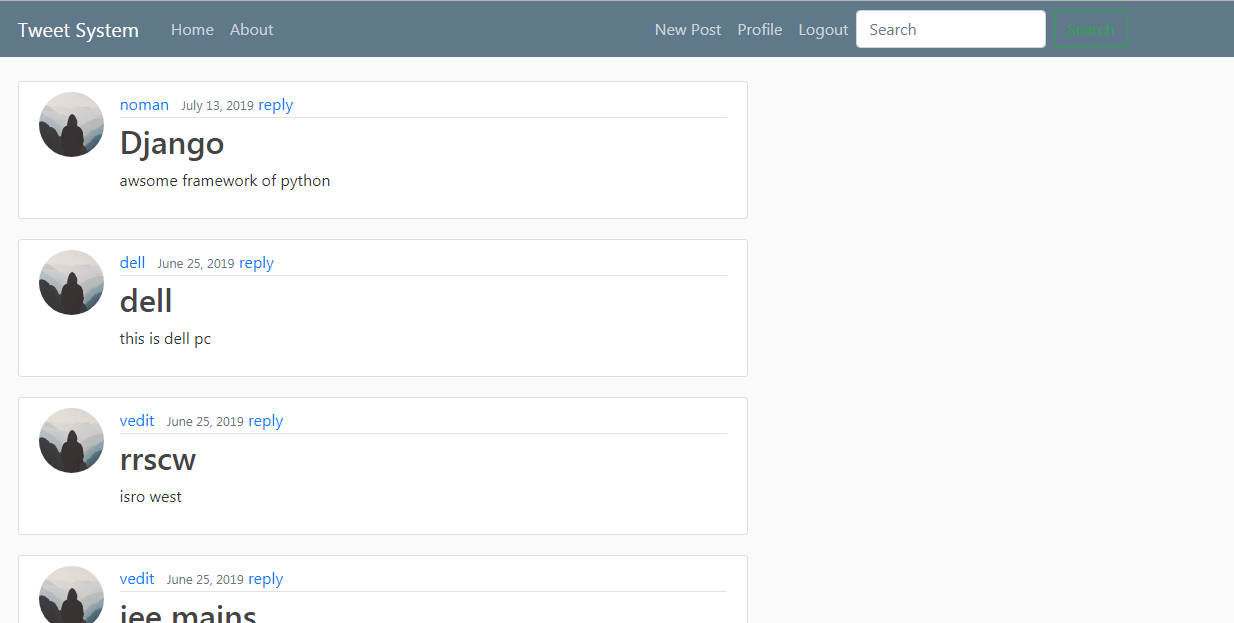 Tweet System Home About New Post Profile Logout Search Search
noman July 13, 2019 reply
Django
awsome framework of python
dell June 25, 2019 reply
dell
this is dell pc
vedit June 25, 2019 reply
rrscw
isro west
vedit June 25, 2019 reply
jee mains